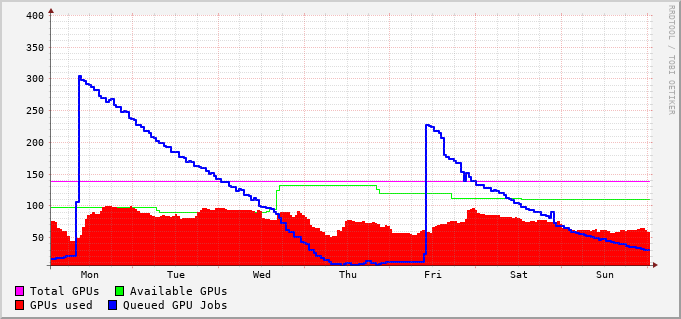 400
350
300
250
200
150
100
50
Mon Tue Wed Thu Fri Sat Sun
Total GPUs Available GPUs
GPUs used Queued GPU Jobs
RRDTOOL / TOBI OETIKER